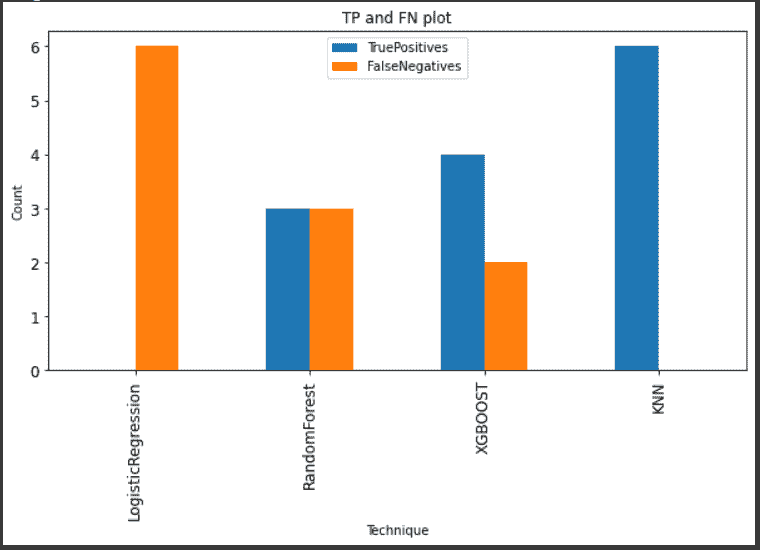 TP and FN plot
TruePositives
FalseNegatives
6
5
4
3
2
1
0
Count
LogisticRegression
RandomForest
XGBOOST
KNN
Technique